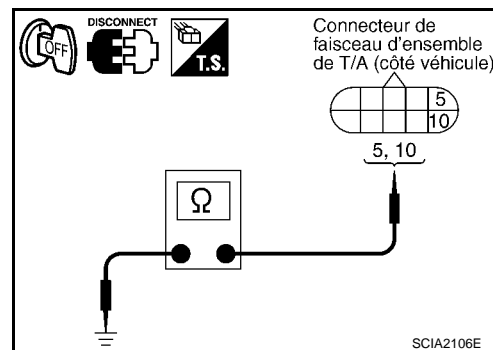 OFF
DISCONNECT
T.S.
Connecteur de
faisceau d'ensemble
de T/A (côté véhicule)
5
10
5, 10
Ω
SCIA2106E